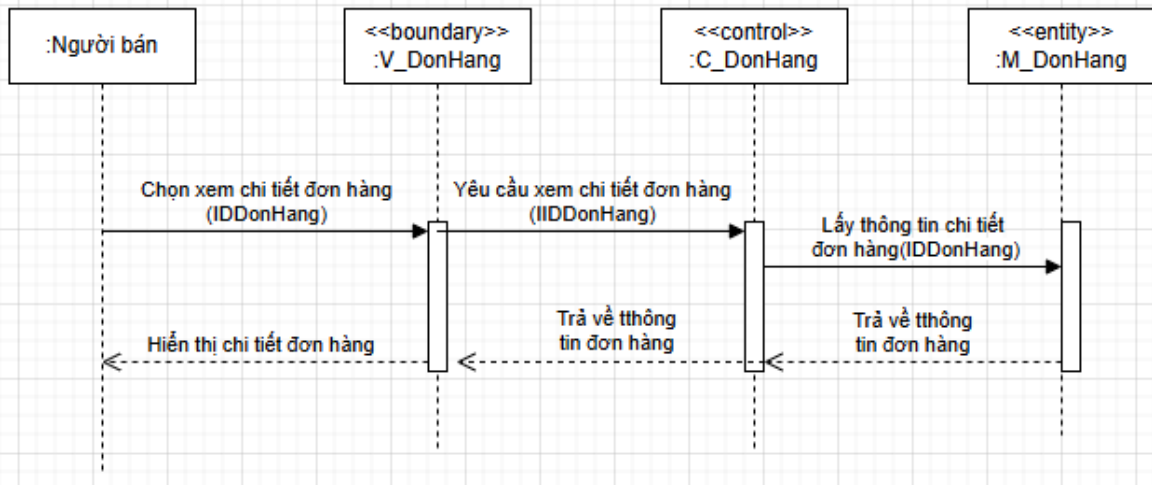 :Người bán
<<boundary>>
:V_DonHang
<<control>>
:C_DonHang
<<entity>>
:M_DonHang
Chọn xem chi tiết đơn hàng
(IDDonHang)
Yêu cầu xem chi tiết đơn hàng
(IIDDonHang)
Lấy thông tin chi tiết
đơn hàng(IDDonHang)
Hiển thị chi tiết đơn hàng
Trả về tthông
tin đơn hàng
Trả về tthông
tin đơn hàng